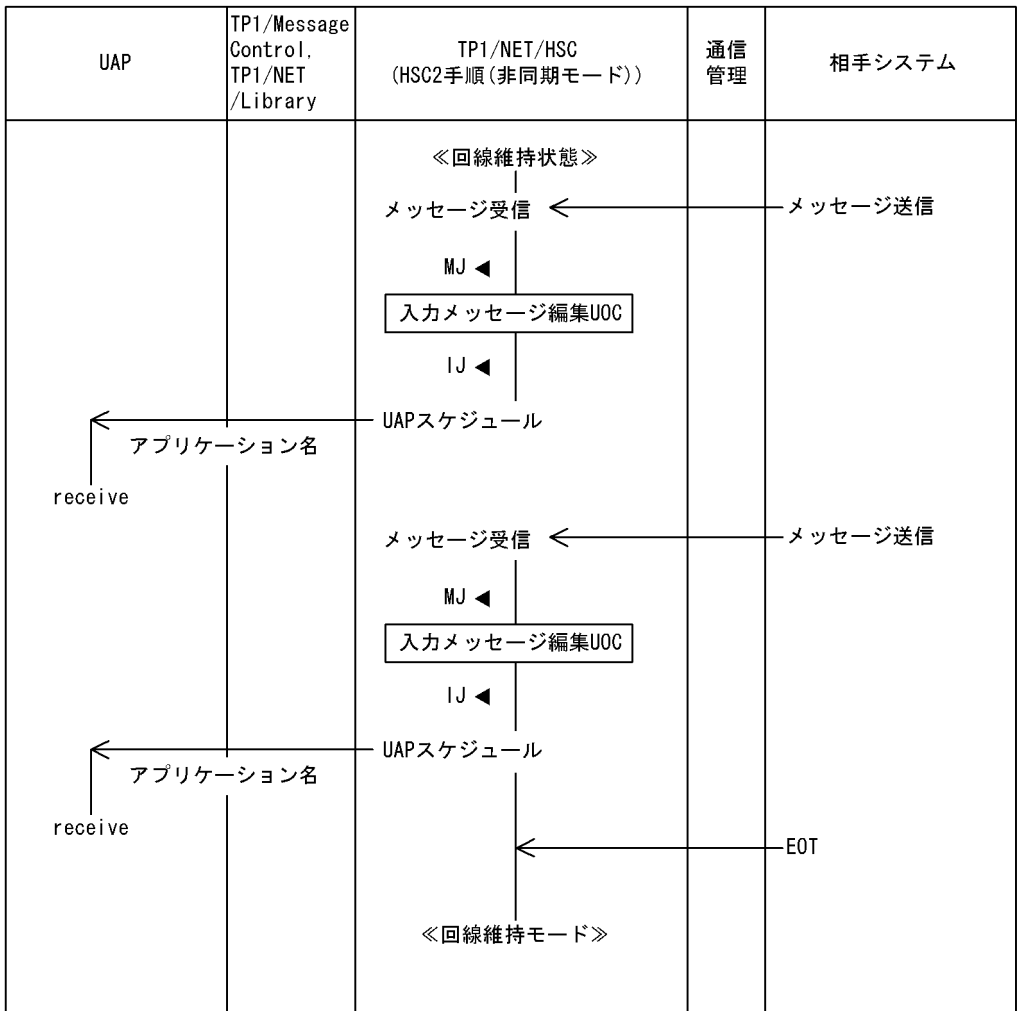 UAP
TP1/Message
Control,
TP1/NET
/Library
TP1/NET/HSC
(HSC2手順(非同期モード))
通信
管理
相手システム
≪回線維持状態≫
メッセージ受信
メッセージ送信
MJ
入力メッセージ編集UOC
IJ
UAPスケジュール
アプリケーション名
receive
メッセージ受信
メッセージ送信
MJ
入力メッセージ編集UOC
IJ
UAPスケジュール
アプリケーション名
receive
EOT
≪回線維持モード≫